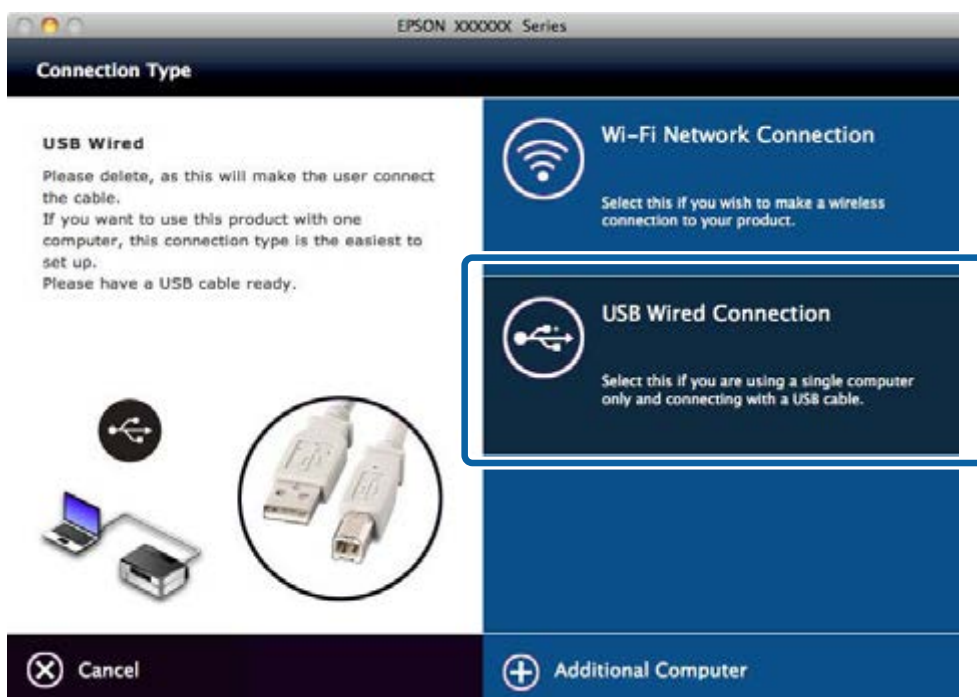 EPSON XXXXXX Series
Connection Type
USB Wired
Please delete, as this will make the user connect
the cable.
If you want to use this product with one
computer, this connection type is the easiest to
set up.
Please have a USB cable ready.
Wi-Fi Network Connection
Select this if you wish to make a wireless
connection to your product.
USB Wired Connection
Select this if you are using a single computer
only and connecting with a USB cable.
Cancel
Additional Computer